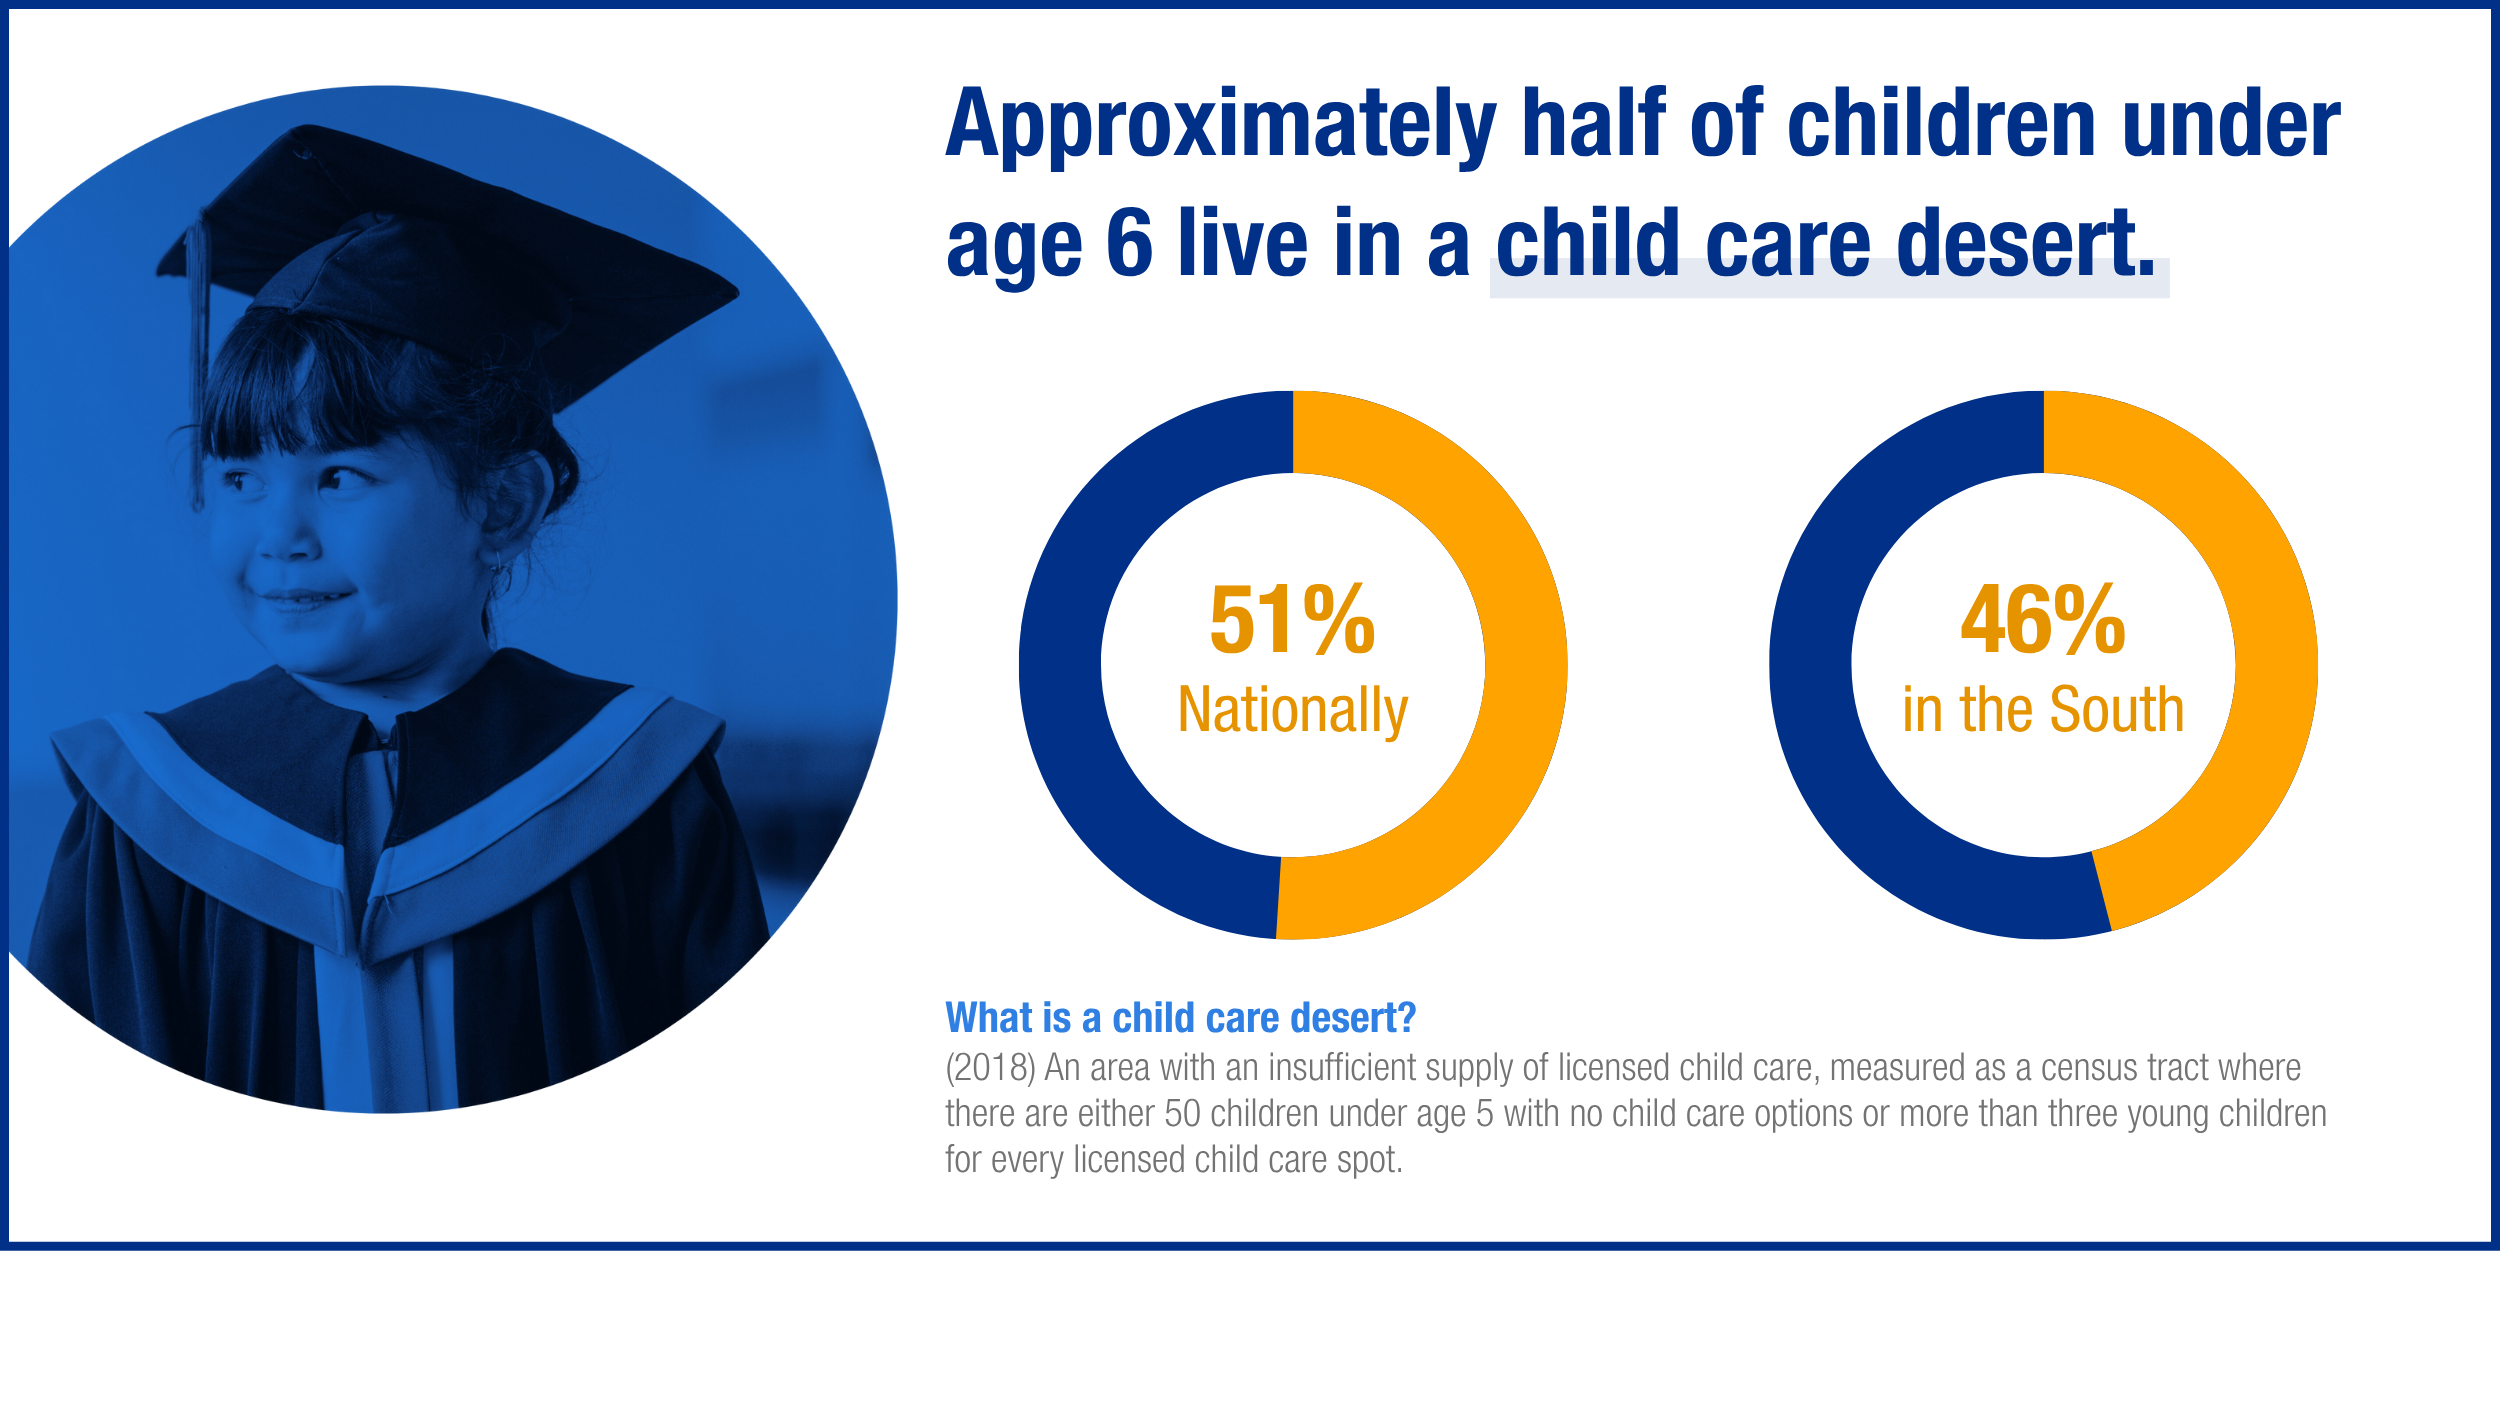 Approximately half of children under
age 6 live in a child care desert.
51%
Nationally
46%
in the South
What is a child care desert?
(2018) An area with an insufficient supply of licensed child care, measured as a census tract where
there are either 50 children under age 5 with no child care options or more than three young children
for every licensed child care spot.